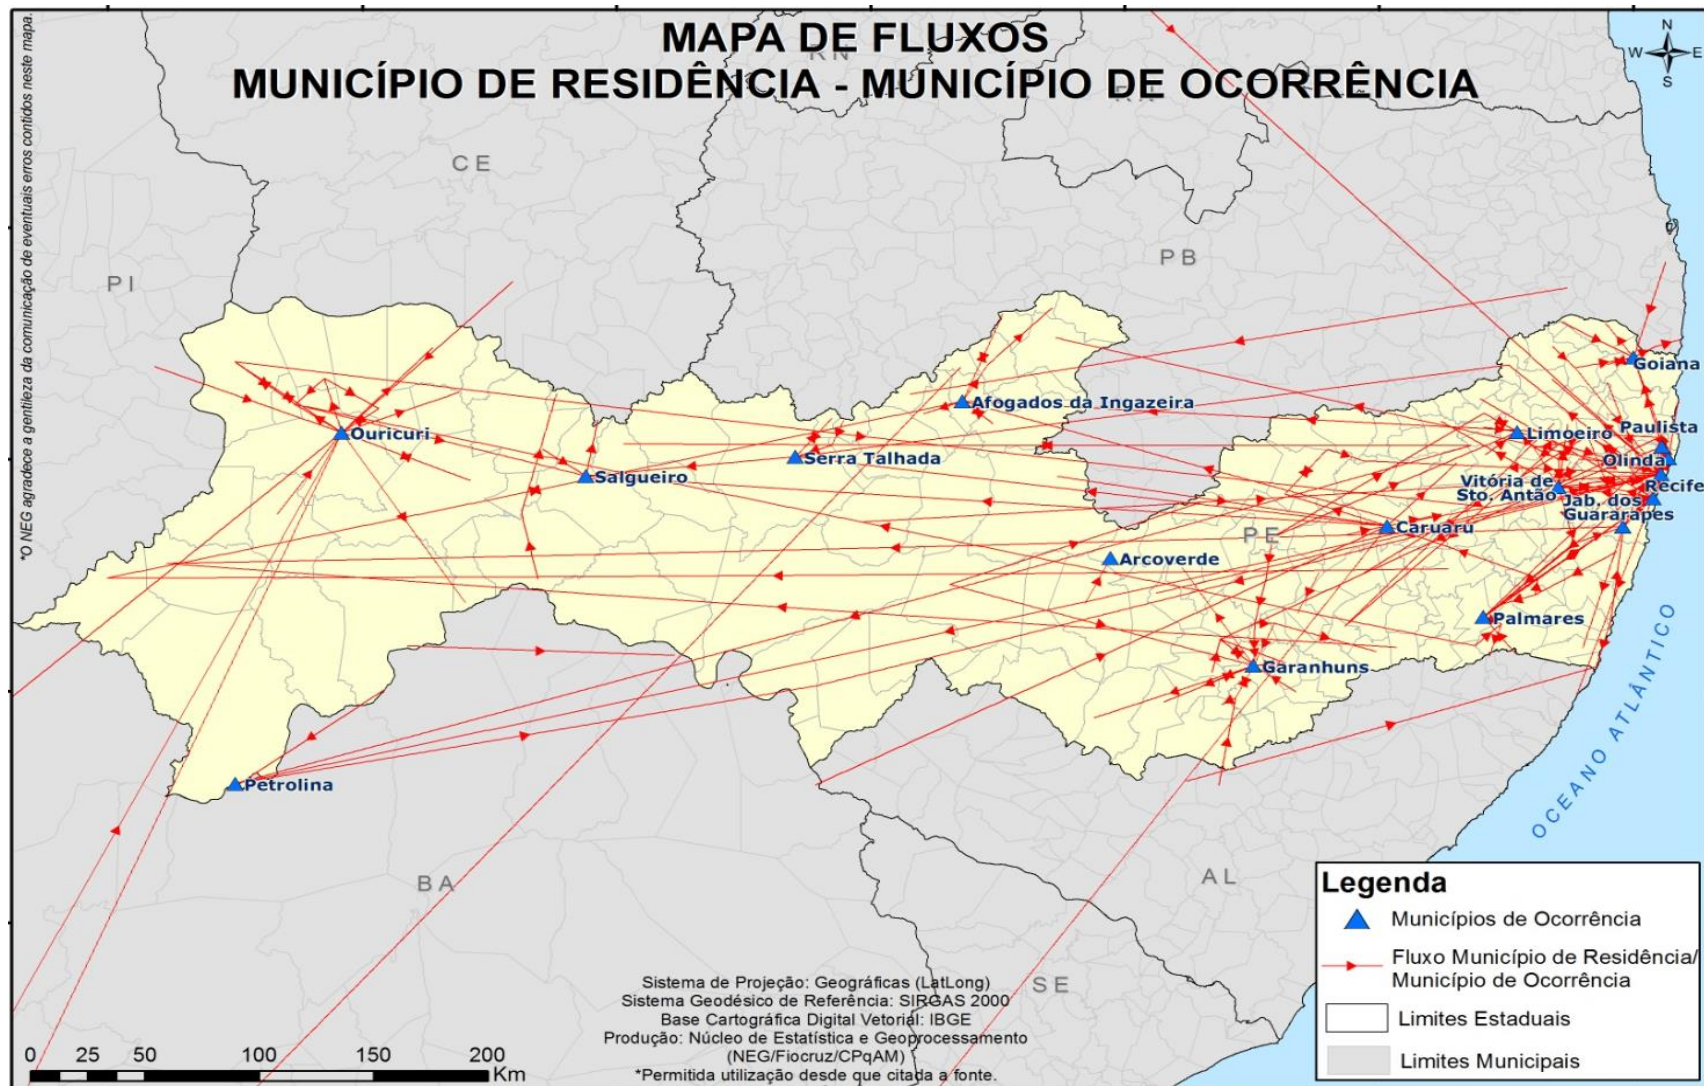 MAPA DE FLUXOS
MUNICÍPIO DE RESIDÊNCIA - MUNICÍPIO DE OCORRÊNCIA
*O NEG agradece a gentileza da comunicação de eventuais erros contidos neste mapa.
N
W E
S
RN
RN
CE
PI
PB
Goiana
Afogados da Ingazeira
Ouricuri
Limoeiro
Paulista
Serra Talhada
Olinda
Salgueiro
Vitória de
Sto. Antão
Recife
Jab. dos
Guararapes
Caruaru
PE
Arcoverde
Palmares
Garanhuns
Petrolina
OCEANO ATLÂNTICO
BA
AL
SE
Legenda
Municípios de Ocorrência
Fluxo Município de Residência/
Município de Ocorrência
Limites Estaduais
Limites Municipais
Sistema de Projeção: Geográficas (LatLong)
Sistema Geodésico de Referência: SIRGAS 2000
Base Cartográfica Digital Vetorial: IBGE
Produção: Núcleo de Estatística e Geoprocessamento
(NEG/Fiocruz/CPqAM)
*Permitida utilização desde que citada a fonte.
0 25 50 100 150 200
Km